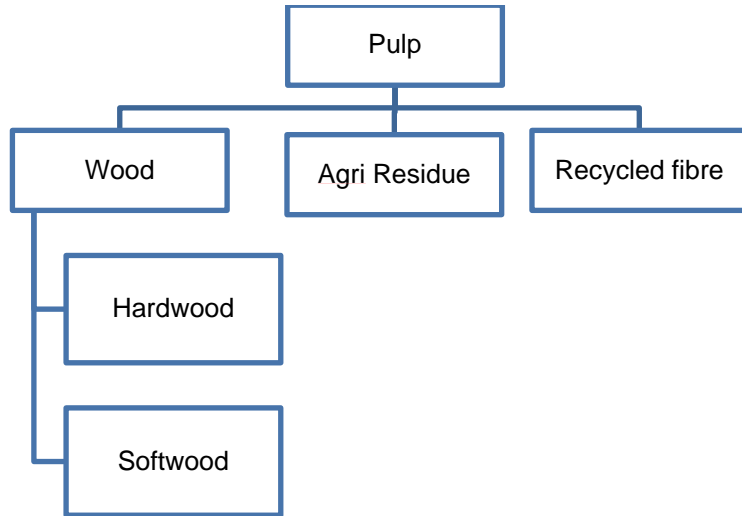 Pulp
Wood
Agri Residue
Recycled fibre
Hardwood
Softwood